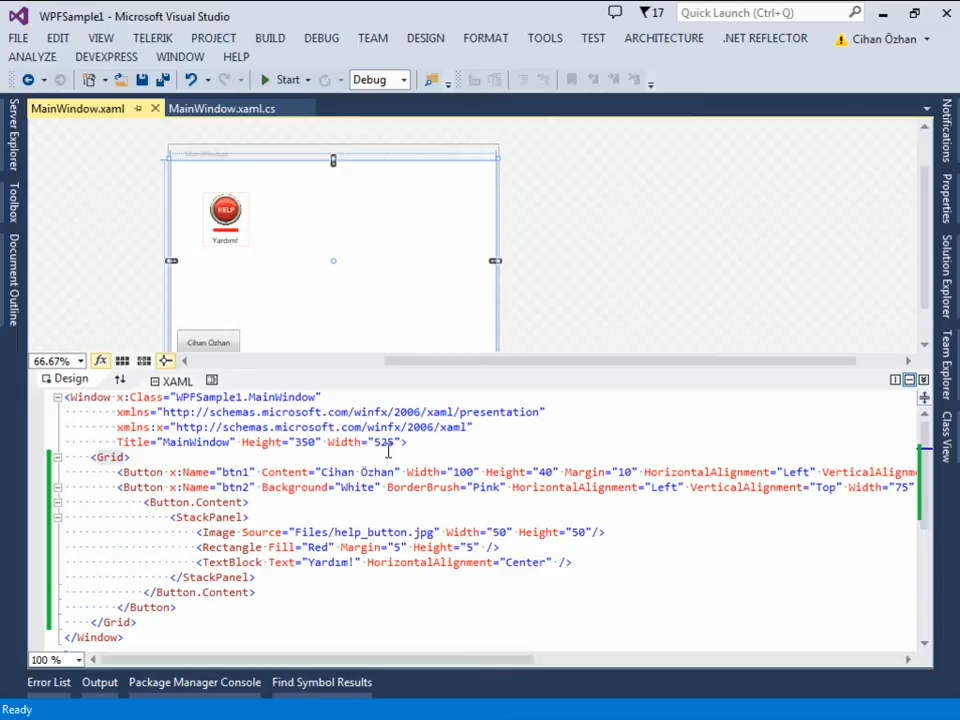 WPFSample1 - Microsoft Visual Studio
17
Quick Launch (Ctrl+Q)
FILE EDIT VIEW TELERIK PROJECT BUILD DEBUG TEAM DESIGN FORMAT TOOLS TEST ARCHITECTURE .NET REFLECTOR
Cihan Özhan
ANALYZE DEVEXPRESS WINDOW HELP
Start
Debug
MainWindow.xaml
MainWindow.xaml.cs
Server Explorer
Toolbox
Document Outline
MainWindow
HELP
Yardım!
Cihan Özhan
Notifications
Properties
Solution Explorer
Team Explorer
Class View
66.67%
fx
Design
XAML
<Window x:Class="WPFSample1.MainWindow"
xmlns="http://schemas.microsoft.com/winfx/2006/xaml/presentation"
xmlns:x="http://schemas.microsoft.com/winfx/2006/xaml"
Title="MainWindow" Height="350" Width="525">
<Grid>
<Button x:Name="btn1" Content="Cihan Özhan" Width="100" Height="40" Margin="10" HorizontalAlignment="Left" VerticalAlignm
<Button x:Name="btn2" Background="White" BorderBrush="Pink" HorizontalAlignment="Left" VerticalAlignment="Top" Width="75"
<Button.Content>
<StackPanel>
<Image Source="Files/help_button.jpg" Width="50" Height="50"/>
<Rectangle Fill="Red" Margin="5" Height="5" />
<TextBlock Text="Yardım!" HorizontalAlignment="Center" />
</StackPanel>
</Button.Content>
</Button>
</Grid>
</Window>
100 %
Error List Output Package Manager Console Find Symbol Results
Ready